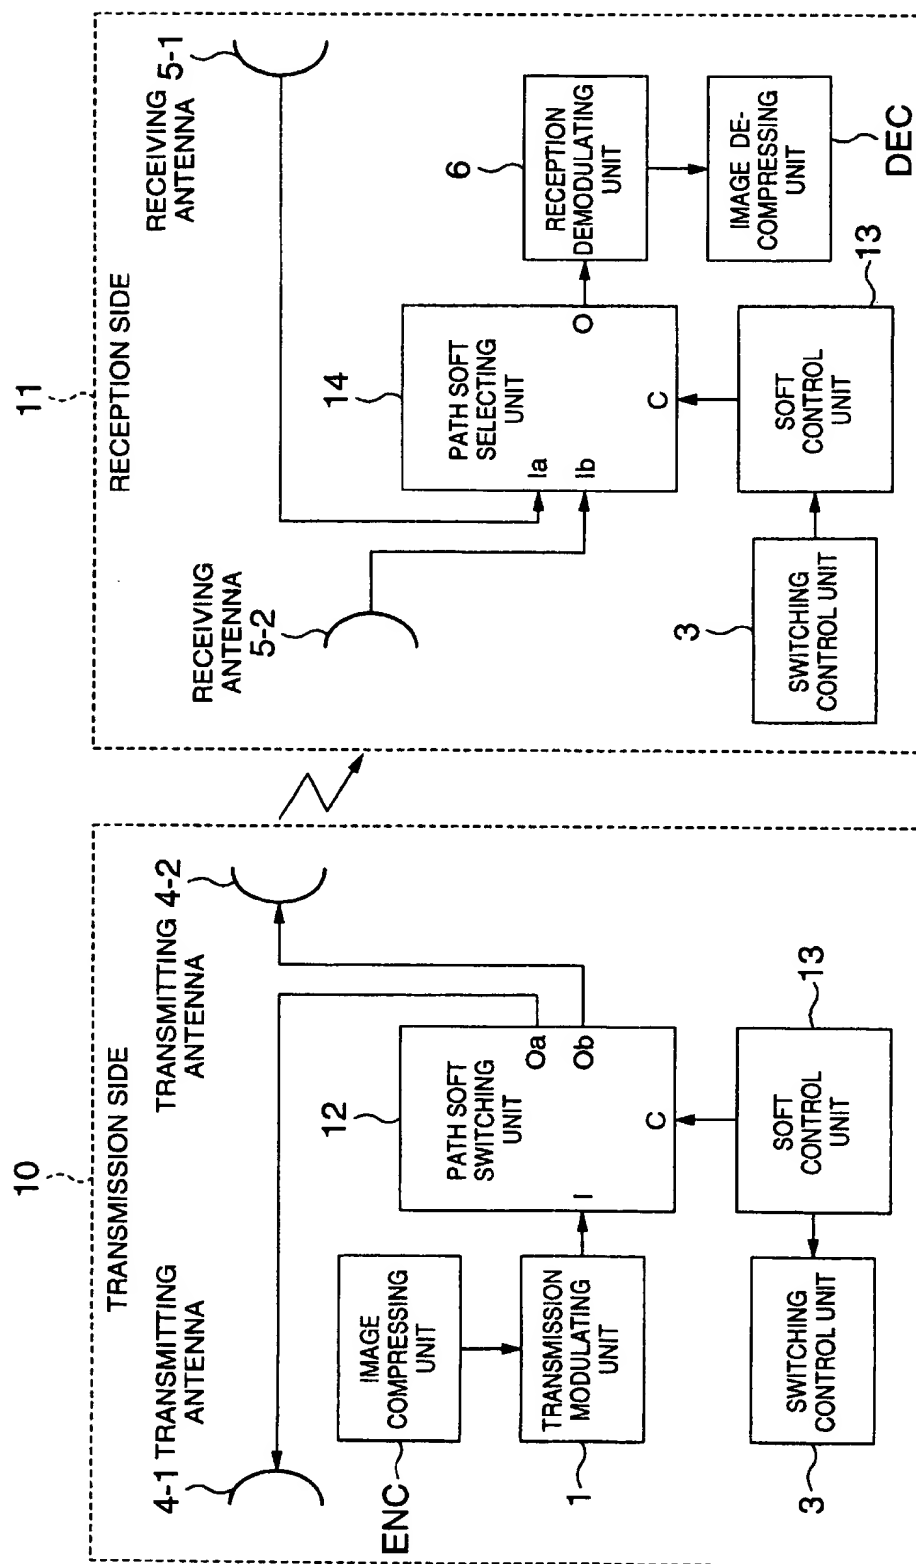 10
TRANSMISSION SIDE
4-1 TRANSMITTING
ANTENNA
TRANSMITTING 4-2
ANTENNA
IMAGE
COMPRESSING
UNIT
ENC
TRANSMISSION
MODULATING
UNIT
1
12
PATH SOFT
SWITCHING
UNIT
I
Oa
Ob
C
SWITCHING
CONTROL UNIT
3
SOFT
CONTROL
UNIT
13
11
RECEPTION SIDE
RECEIVING
ANTENNA
5-2
RECEIVING
ANTENNA
5-1
14
PATH SOFT
SELECTING
UNIT
Ia
Ib
O
C
6
RECEPTION
DEMODULATING
UNIT
IMAGE DE-
COMPRESSING
UNIT
DEC
3
SWITCHING
CONTROL UNIT
SOFT
CONTROL
UNIT
13